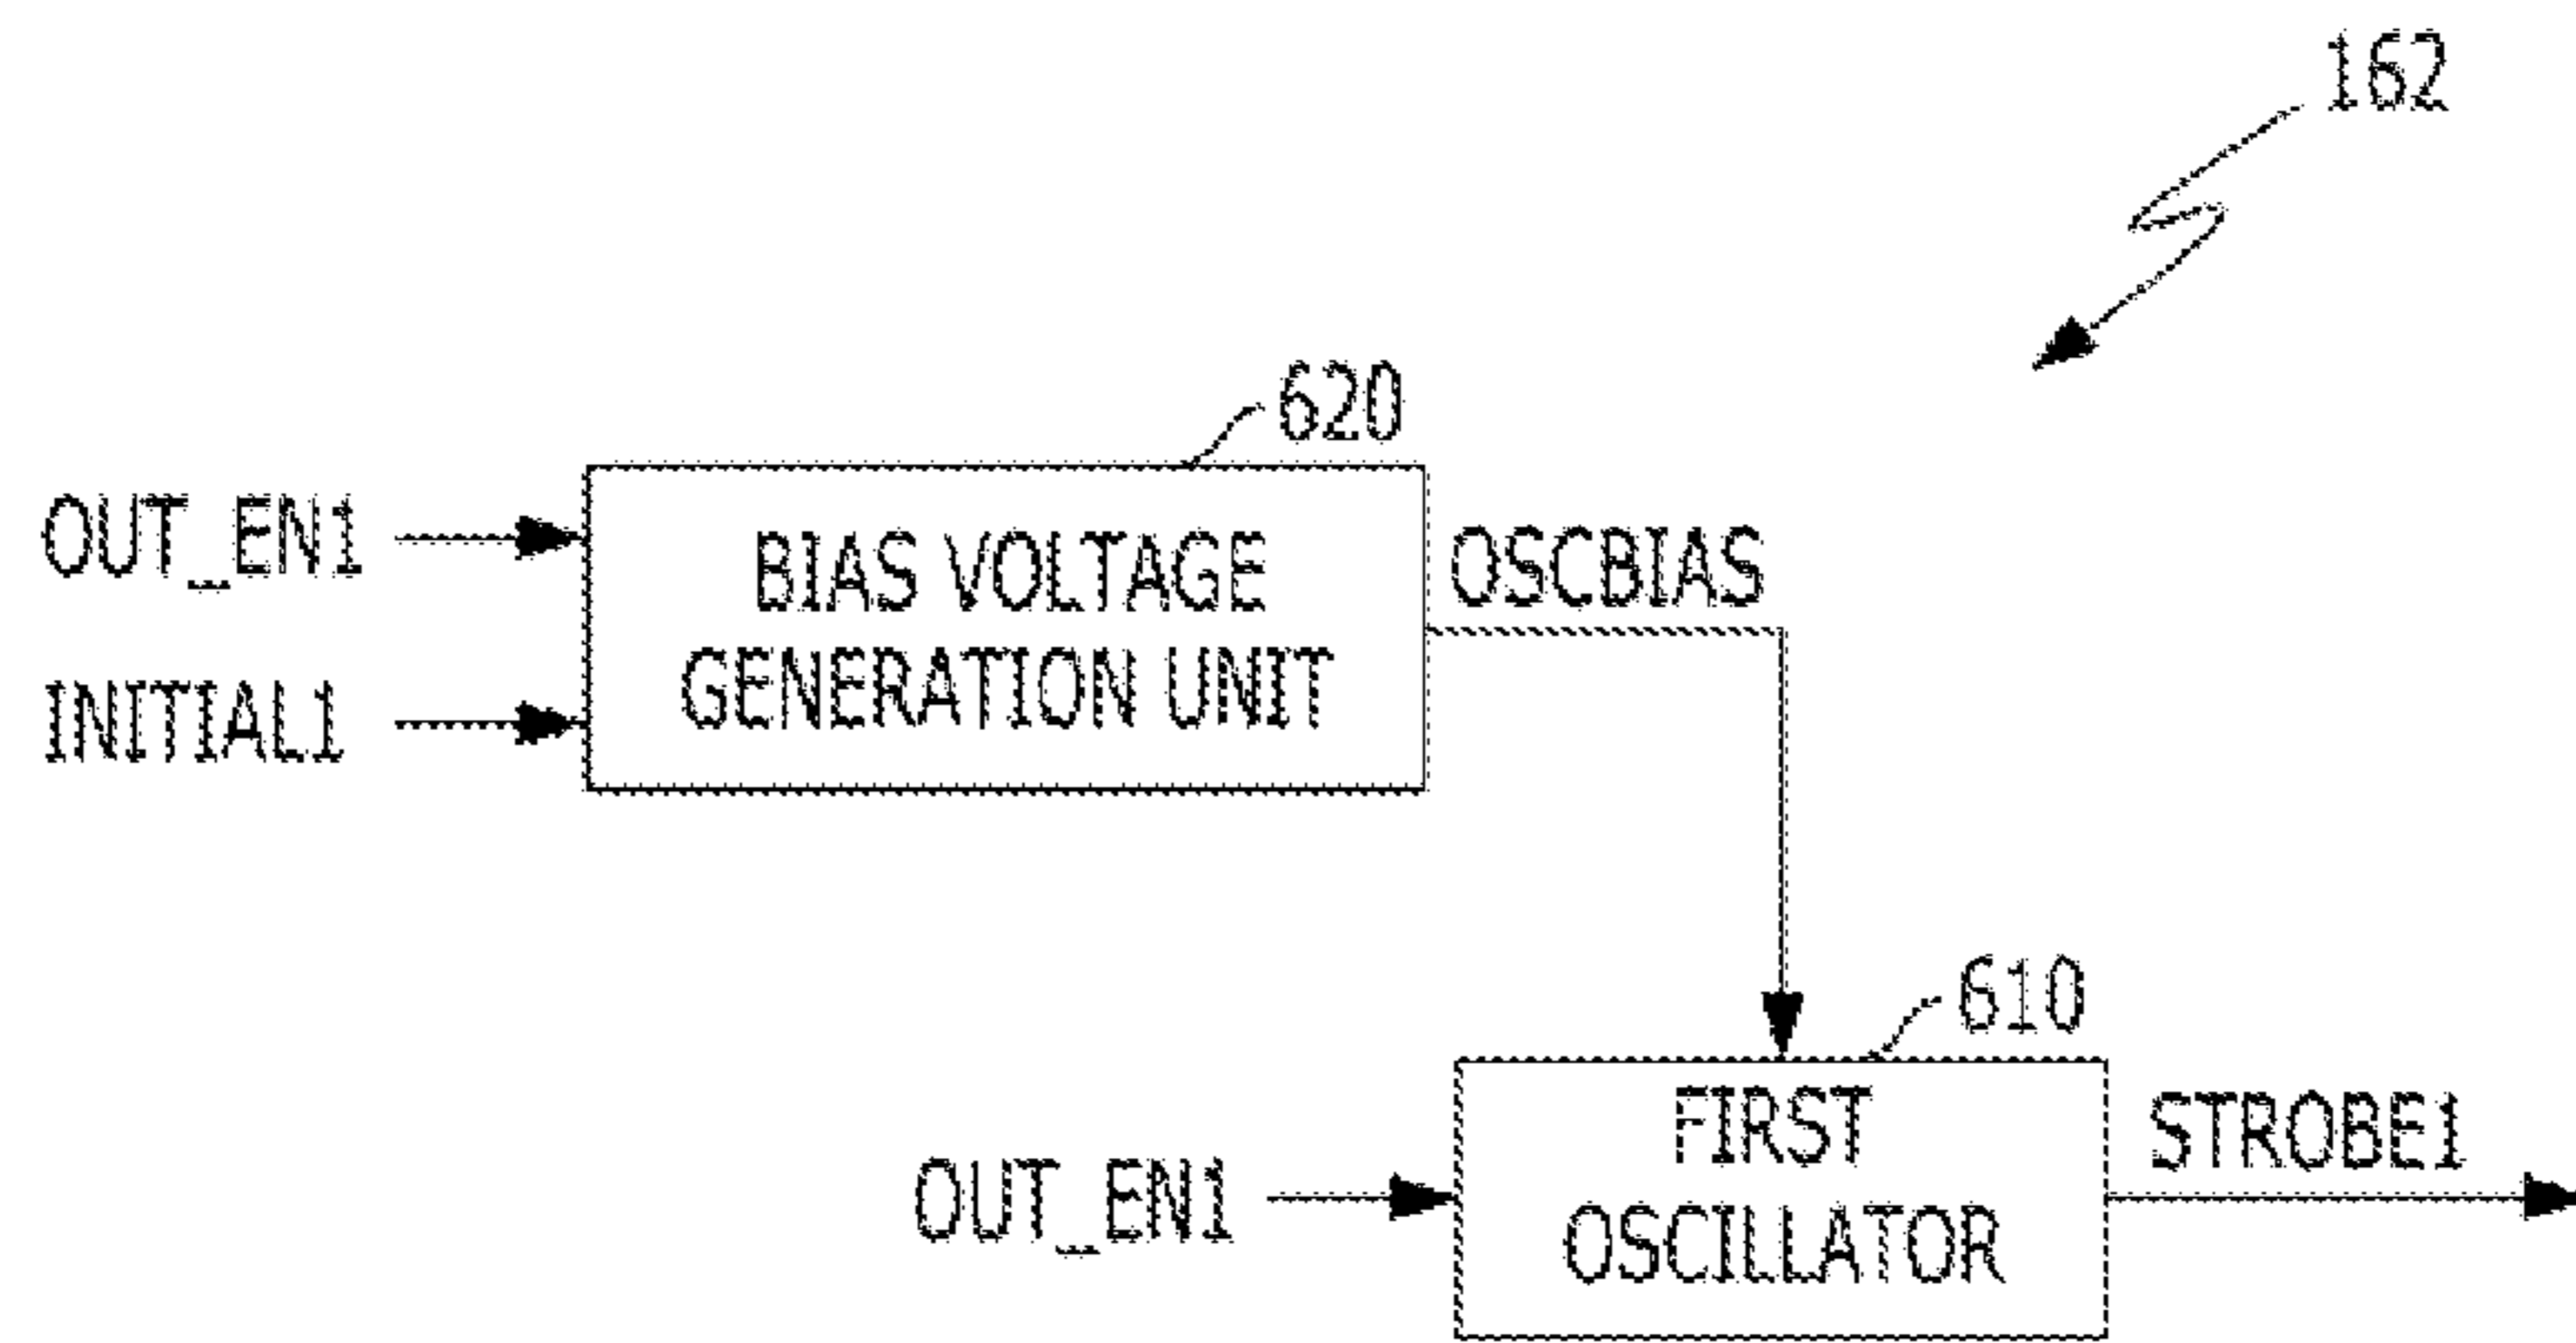 162
620
OUT_EN1
BIAS VOLTAGE
GENERATION UNIT
OSCBIAS
INITIAL1
610
FIRST
OSCILLATOR
OUT_EN1
STROBE1